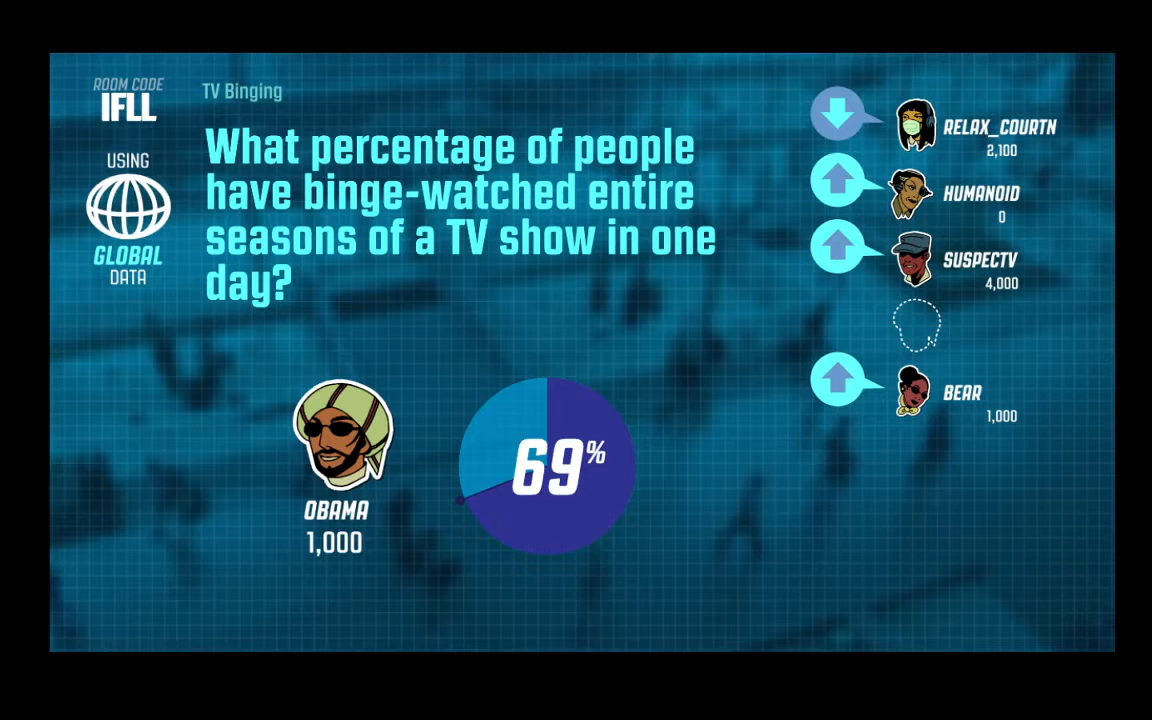 ROOM CODE
IFLL
USING
GLOBAL
DATA
TV Binging
What percentage of people
have binge-watched entire
seasons of a TV show in one
day?
OBAMA
1,000
69%
RELAX_COURTN
2,100
HUMANOID
0
SUSPECTV
4,000
BEAR
1,000